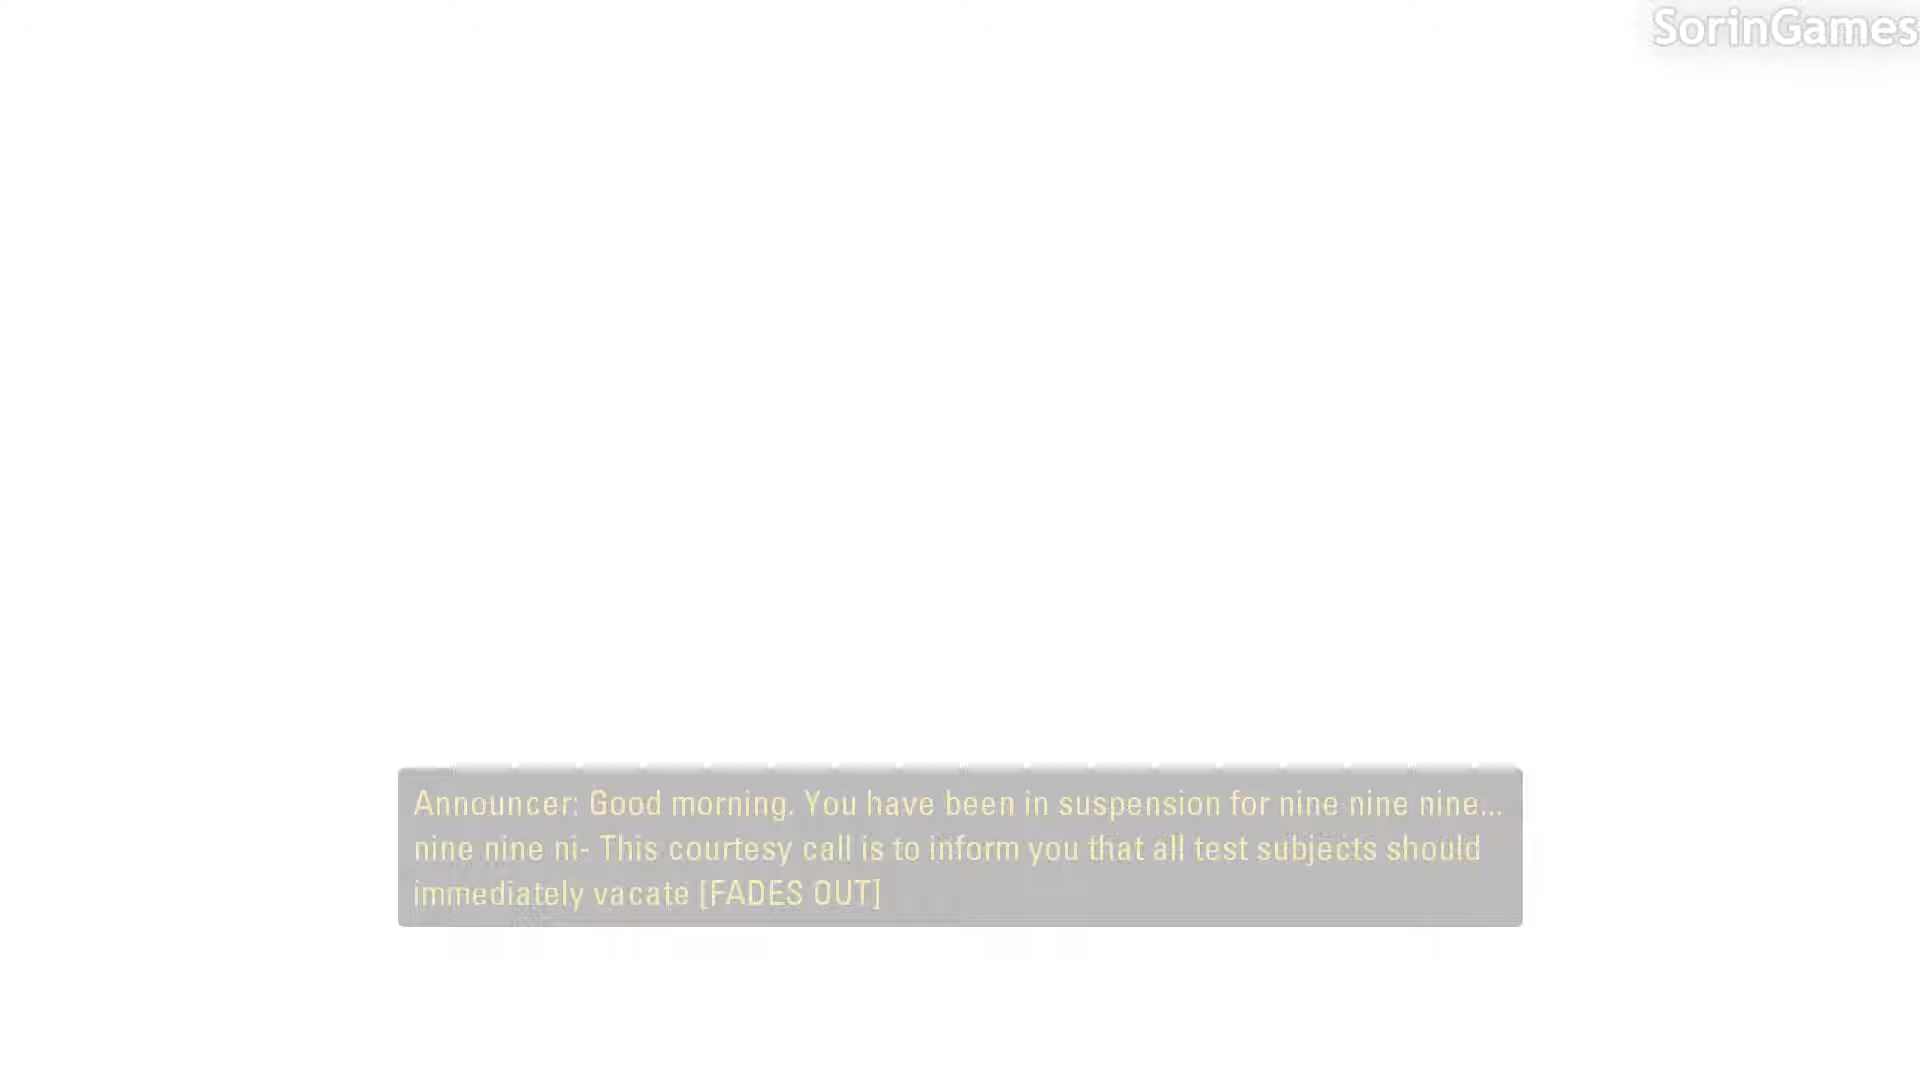 SorinGames
Announcer: Good morning. You have been in suspension for nine nine nine...
nine nine ni- This courtesy call is to inform you that all test subjects should
immediately vacate [FADES OUT]